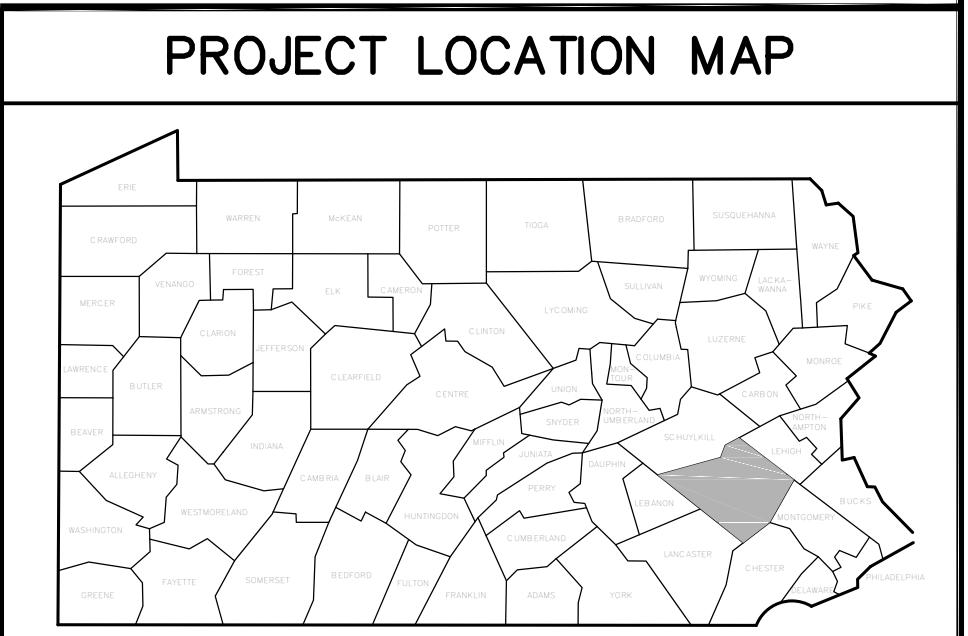 PROJECT LOCATION MAP
ERIE
CRAWFORD
WARREN
McKEAN
POTTER
TIOGA
BRADFORD
SUSQUEHANNA
WAYNE
MERCER
VENANGO
FOREST
ELK
CAMERON
CLINTON
LYCOMING
SULLIVAN
WYOMING
LACKA-
WANNA
PIKE
CLARION
JEFFERSON
CLEARFIELD
CENTRE
UNION
MON-
TOUR
COLUMBIA
LUZERNE
MONROE
LAWRENCE
BUTLER
ARMSTRONG
SNYDER
NORTH-
UMBERLAND
CARBON
NORTH-
AMPTON
BEAVER
INDIANA
MIFFLIN
JUNIATA
SCHUYLKILL
LEHIGH
ALLEGHENY
CAMBRIA
BLAIR
PERRY
DAUPHIN
LEBANON
BUCKS
WESTMORELAND
HUNTINGDON
MONTGOMERY
WASHINGTON
CUMBERLAND
LANCASTER
CHESTER
PHILADELPHIA
GREENE
FAYETTE
SOMERSET
BEDFORD
FULTON
FRANKLIN
ADAMS
YORK
DELAWARE